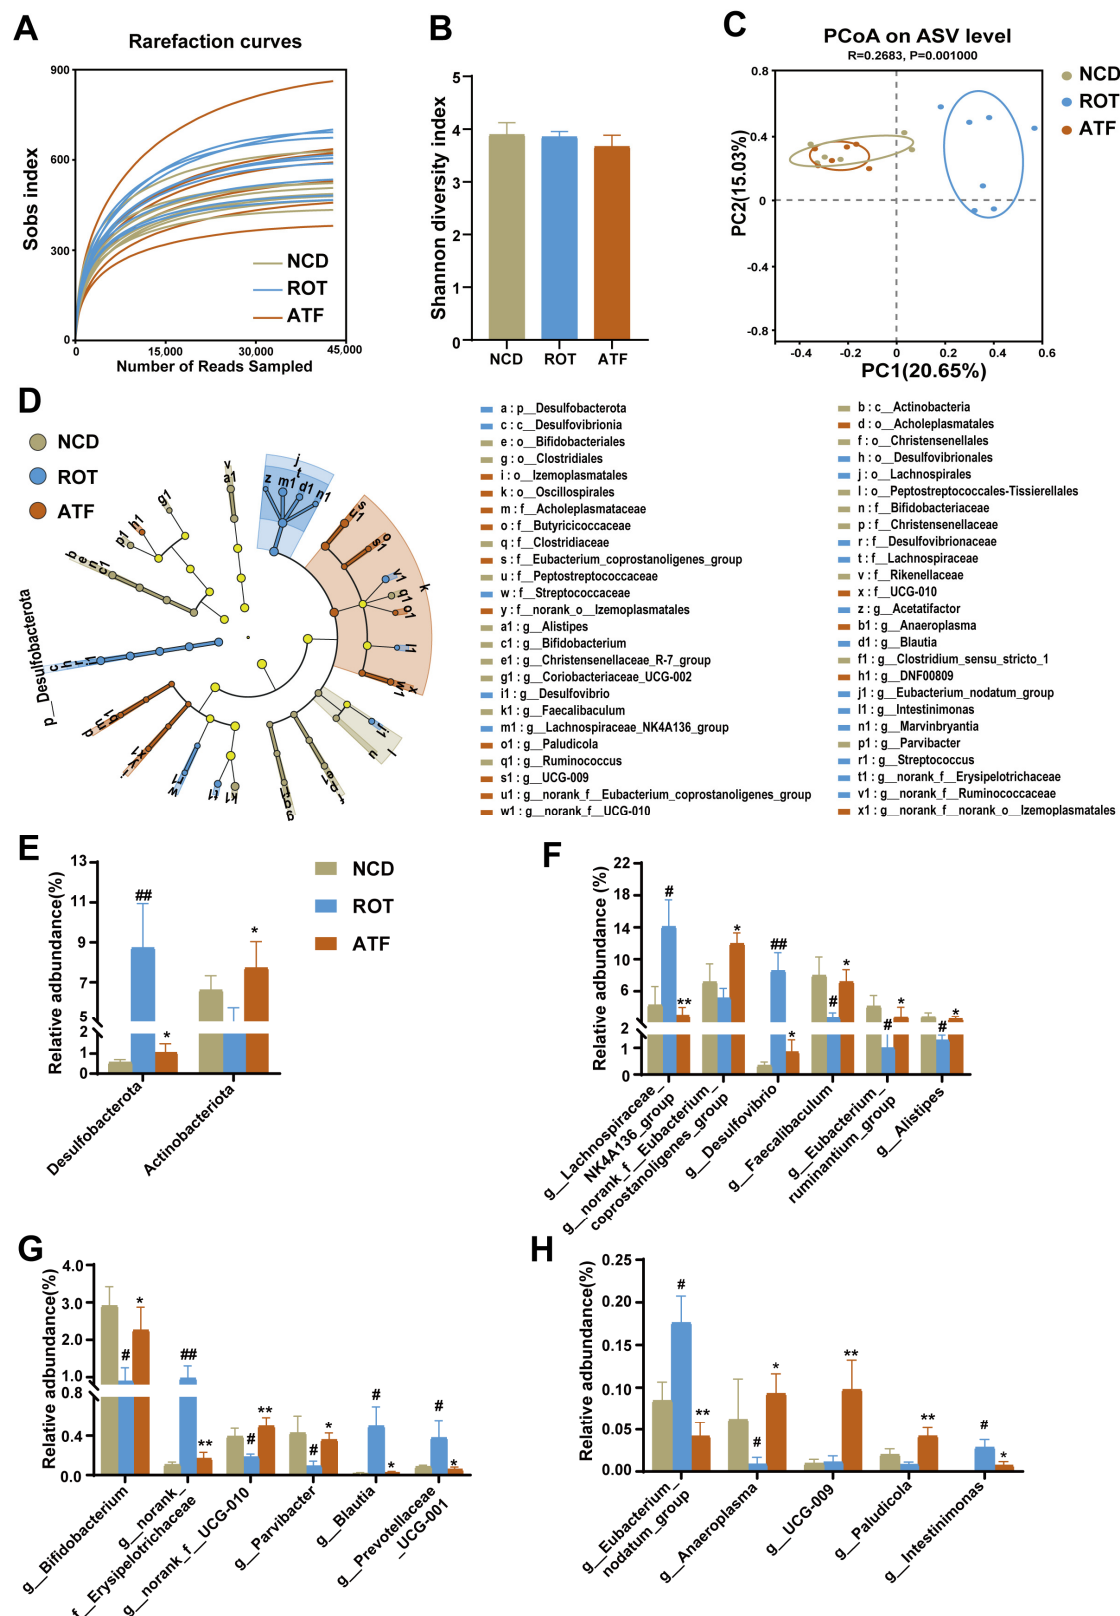 A
Rarefaction curves
Sobs index
900
600
300
0
0
15,000
30,000
45,000
Number of Reads Sampled
NCD
ROT
ATF
B
Shannon diversity index
5
4
3
2
1
0
NCD
ROT
ATF
C
PCoA on ASV level
R=0.2683, P=0.001000
PC2(15.03%)
0.8
0.4
0
-0.4
-0.8
-0.4
-0.2
0
0.2
0.4
0.6
PC1(20.65%)
NCD
ROT
ATF
D
NCD
ROT
ATF
p__Desulfobacterota
a : p__Desulfobacterota
c : c__Desulfovibrionia
e : o__Bifidobacteriales
g : o__Clostridiales
i : o__Izemoplasmatales
k : o__Oscillospirales
m : f__Acholeplasmataceae
o : f__Butyricicoccaceae
q : f__Clostridiaceae
s : f__Eubacterium_coprostanoligenes_group
u : f__Peptostreptococcaceae
w : f__Streptococcaceae
y : f__norank_o__Izemoplasmatales
a1 : g__Alistipes
c1 : g__Bifidobacterium
e1 : g__Christensenellaceae_R-7_group
g1 : g__Coriobacteriaceae_UCG-002
i1 : g__Desulfovibrio
k1 : g__Faecalibaculum
m1 : g__Lachnospiraceae_NK4A136_group
o1 : g__Paludicola
q1 : g__Ruminococcus
s1 : g__UCG-009
u1 : g__norank_f__Eubacterium_coprostanoligenes_group
w1 : g__norank_f__UCG-010
b : c__Actinobacteria
d : o__Acholeplasmatales
f : o__Christensenellales
h : o__Desulfovibrionales
j : o__Lachnospirales
l : o__Peptostreptococcales-Tissierellales
n : f__Bifidobacteriaceae
p : f__Christensenellaceae
r : f__Desulfovibrionaceae
t : f__Lachnospiraceae
v : f__Rikenellaceae
x : f__UCG-010
z : g__Acetatifactor
b1 : g__Anaeroplasma
d1 : g__Blautia
f1 : g__Clostridium_sensu_stricto_1
h1 : g__DNF00809
j1 : g__Eubacterium_nodatum_group
l1 : g__Intestinimonas
n1 : g__Marvinbryantia
p1 : g__Parvibacter
r1 : g__Streptococcus
t1 : g__norank_f__Erysipelotrichaceae
v1 : g__norank_f__Ruminococcaceae
x1 : g__norank_f__norank_o__Izemoplasmatales
E
Relative adbundance(%)
13
11
9
7
5
2
1
0
##
*
*
Desulfobacterota
Actinobacteriota
NCD
ROT
ATF
F
Relative adbundance (%)
22
18
14
10
6
2
1
0
#
**
*
##
*
#
*
#
*
#
*
g__Lachnospiraceae_
NK4A136_group
g__norank_f__Eubacterium_
coprostanoligenes_group
g__Desulfovibrio
g__Faecalibaculum
g__Eubacterium_
ruminantium_group
g__Alistipes
G
Relative adbundance(%)
4.0
3.0
2.0
1.0
0.8
0.4
0.0
#
*
##
**
#
**
#
*
#
*
#
*
g__Bifidobacterium
g__norank_
f__Erysipelotrichaceae
g__norank_f__UCG-010
g__Parvibacter
g__Blautia
g__Prevotellaceae
_UCG-001
H
Relative adbundance(%)
0.25
0.20
0.15
0.10
0.05
0.00
#
**
#
*
**
**
#
*
g__Eubacterium_
nodatum_group
g__Anaeroplasma
g__UCG-009
g__Paludicola
g__Intestinimonas